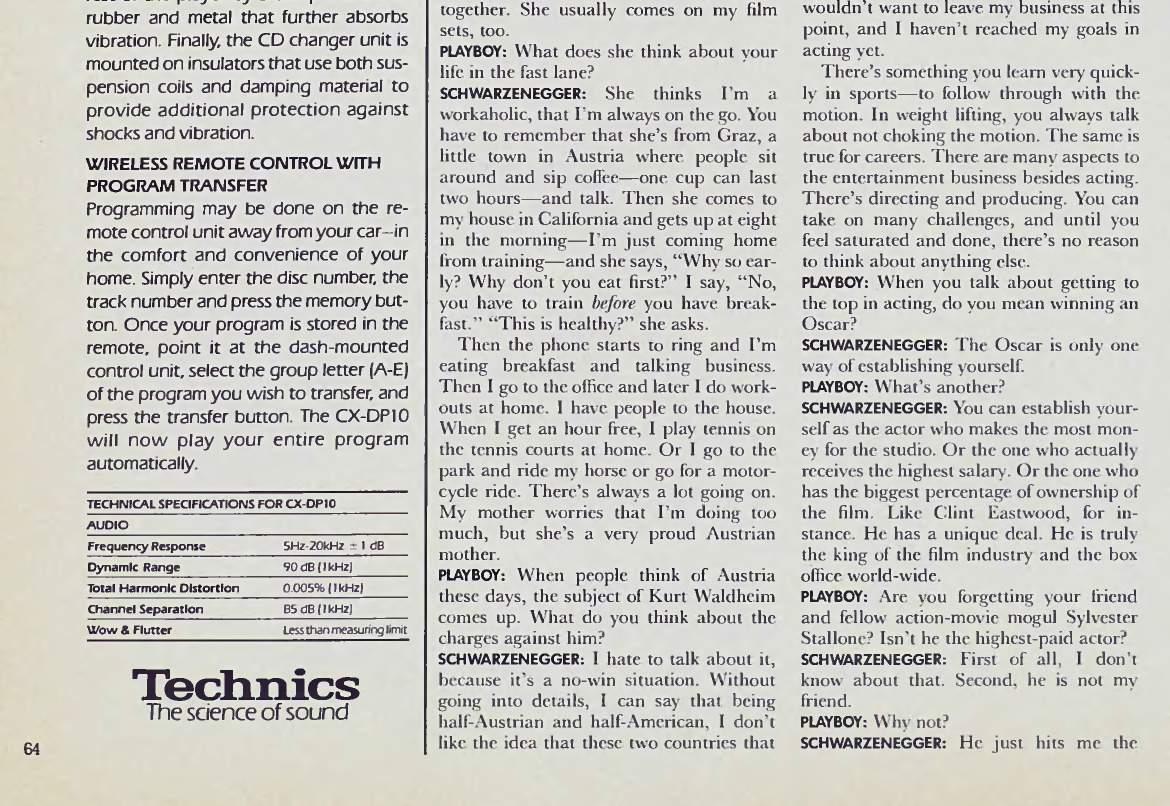 rubber and metal that further absorbs
vibration. Finally, the CD changer unit is
mounted on insulators that use both sus-
pension coils and damping material to
provide additional protection against
shocks and vibration.
WIRELESS REMOTE CONTROL WITH
PROGRAM TRANSFER
Programming may be done on the re-
mote control unit away from your car—in
the comfort and convenience of your
home. Simply enter the disc number, the
track number and press the memory but-
ton. Once your program is stored in the
remote, point it at the dash-mounted
control unit, select the group letter (A-E)
of the program you wish to transfer, and
press the transfer button. The CX-DP10
will now play your entire program
automatically.
TECHNICAL SPECIFICATIONS FOR CX-DP10
AUDIO
Frequency Response 5Hz-20kHz ± 1 dB
Dynamic Range 90 dB (1kHz)
Total Harmonic Distortion 0.005% (1kHz)
Channel Separation 85 dB (1kHz)
Wow & Flutter Less than measuring limit
Technics
The science of sound
64
together. She usually comes on my film
sets, too.
PLAYBOY: What does she think about your
life in the fast lane?
SCHWARZENEGGER: She thinks I'm a
workaholic, that I'm always on the go. You
have to remember that she's from Graz, a
little town in Austria where people sit
around and sip coffee—one cup can last
two hours—and talk. Then she comes to
my house in California and gets up at eight
in the morning—I'm just coming home
from training—and she says, "Why so ear-
ly? Why don't you eat first?" I say, "No,
you have to train before you have break-
fast." "This is healthy?" she asks.
Then the phone starts to ring and I'm
eating breakfast and talking business.
Then I go to the office and later I do work-
outs at home. I have people to the house.
When I get an hour free, I play tennis on
the tennis courts at home. Or I go to the
park and ride my horse or go for a motor-
cycle ride. There's always a lot going on.
My mother worries that I'm doing too
much, but she's a very proud Austrian
mother.
PLAYBOY: When people think of Austria
these days, the subject of Kurt Waldheim
comes up. What do you think about the
charges against him?
SCHWARZENEGGER: I hate to talk about it,
because it's a no-win situation. Without
going into details, I can say that being
half-Austrian and half-American, I don't
like the idea that these two countries that
wouldn't want to leave my business at this
point, and I haven't reached my goals in
acting yet.
There's something you learn very quick-
ly in sports—to follow through with the
motion. In weight lifting, you always talk
about not choking the motion. The same is
true for careers. There are many aspects to
the entertainment business besides acting.
There's directing and producing. You can
take on many challenges, and until you
feel saturated and done, there's no reason
to think about anything else.
PLAYBOY: When you talk about getting to
the top in acting, do you mean winning an
Oscar?
SCHWARZENEGGER: The Oscar is only one
way of establishing yourself.
PLAYBOY: What's another?
SCHWARZENEGGER: You can establish your-
self as the actor who makes the most mon-
ey for the studio. Or the one who actually
receives the highest salary. Or the one who
has the biggest percentage of ownership of
the film. Like Clint Eastwood, for in-
stance. He has a unique deal. He is truly
the king of the film industry and the box
office world-wide.
PLAYBOY: Are you forgetting your friend
and fellow action-movie mogul Sylvester
Stallone? Isn't he the highest-paid actor?
SCHWARZENEGGER: First of all, I don't
know about that. Second, he is not my
friend.
PLAYBOY: Why not?
SCHWARZENEGGER: He just hits me the